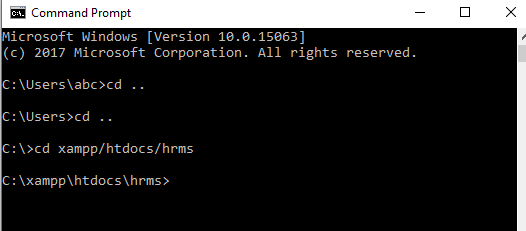 Command Prompt
Microsoft Windows [Version 10.0.15063]
(c) 2017 Microsoft Corporation. All rights reserved.
C:\Users\abc>cd ..
C:\Users>cd ..
C:\>cd xampp/htdocs/hrms
C:\xampp\htdocs\hrms>